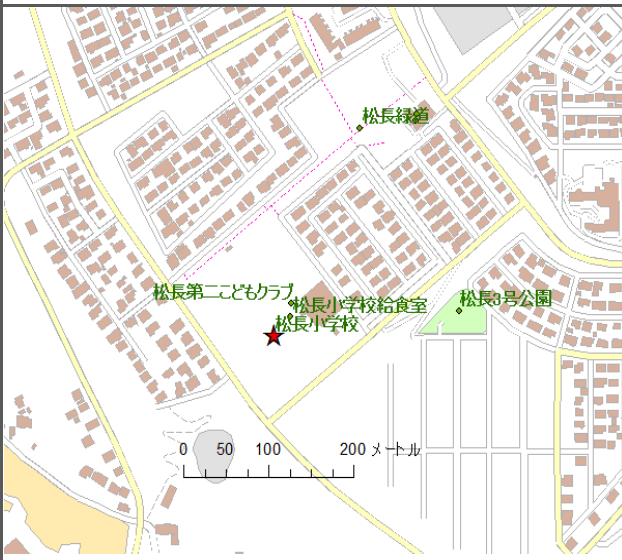 松長緑道
松長第二こどもクラブ
松長小学校給食室
松長3号公園
松長小学校
0 50 100 200 メートル